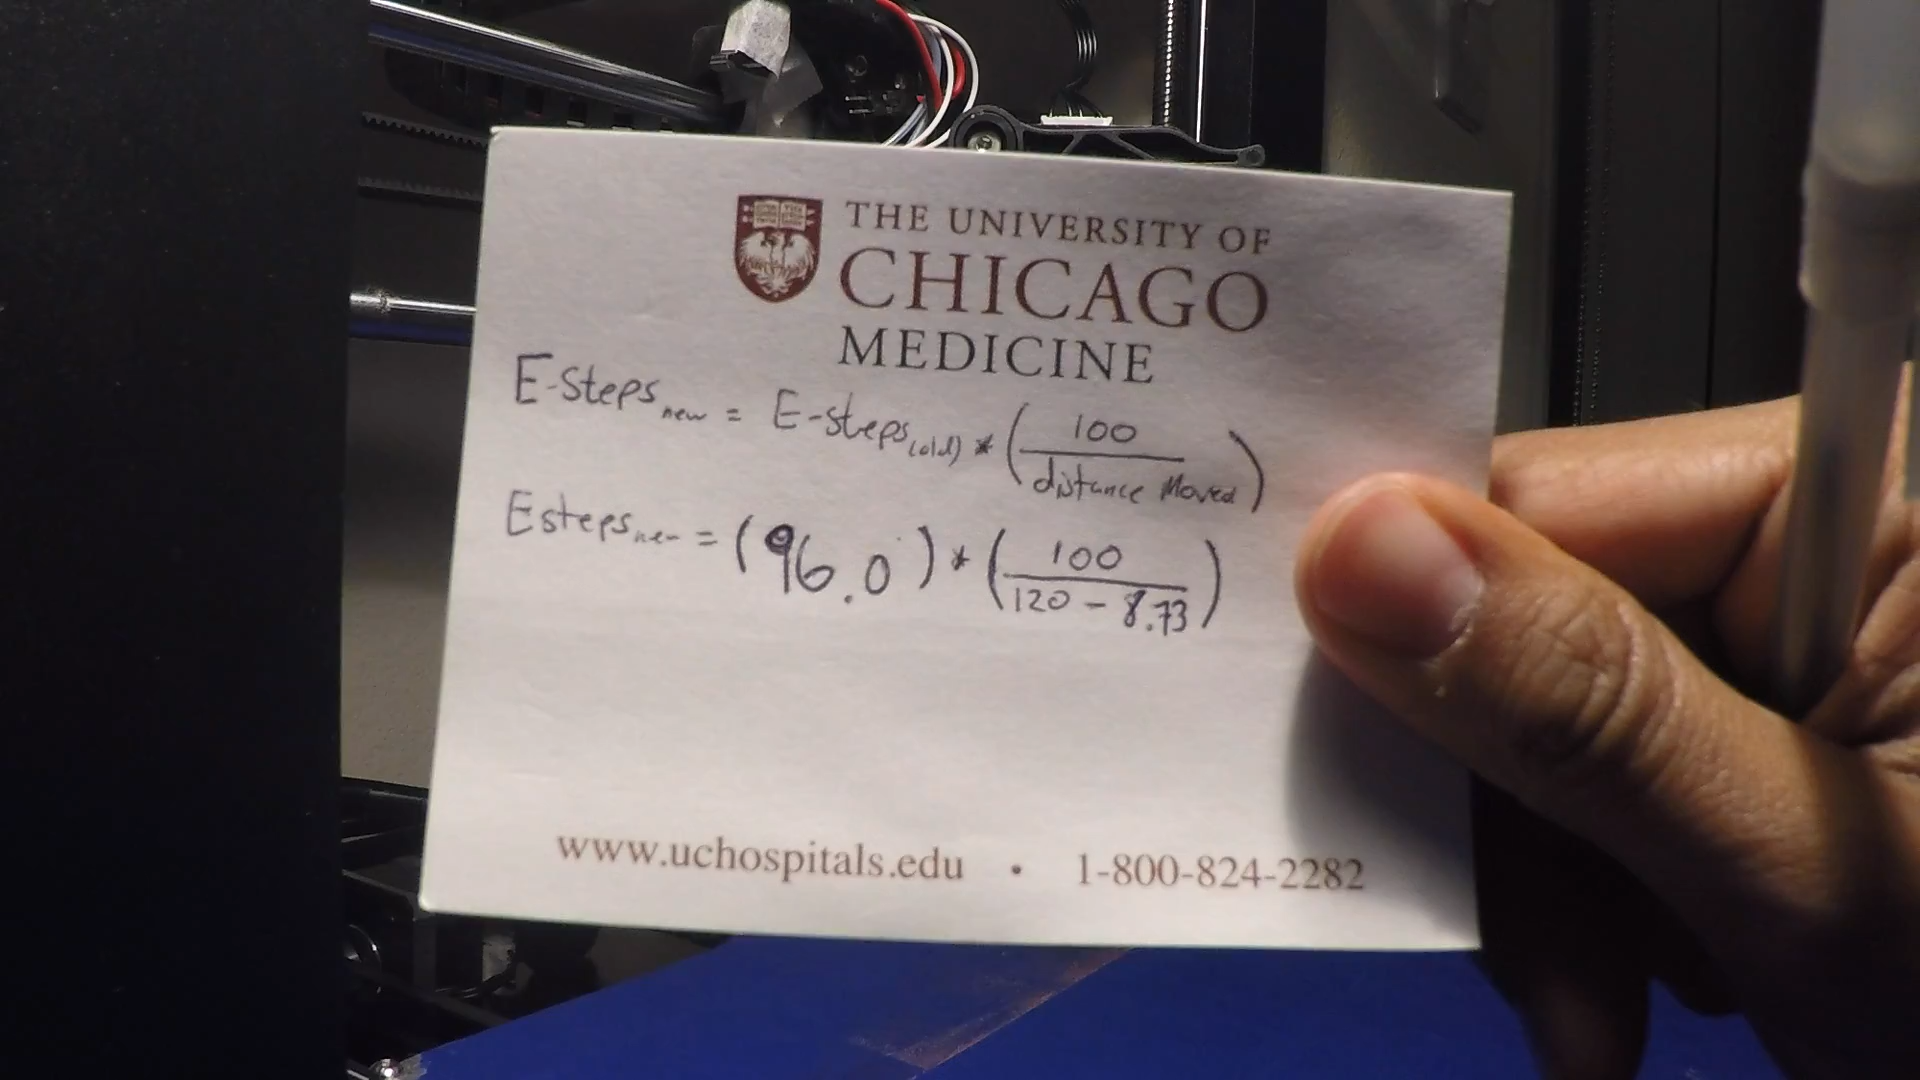 THE UNIVERSITY OF
CHICAGO
MEDICINE
E-Steps new = E-steps (old) * (100 / distance Moved)
Esteps new = (96.0) * (100 / 120 - 8.73)
www.uchospitals.edu • 1-800-824-2282